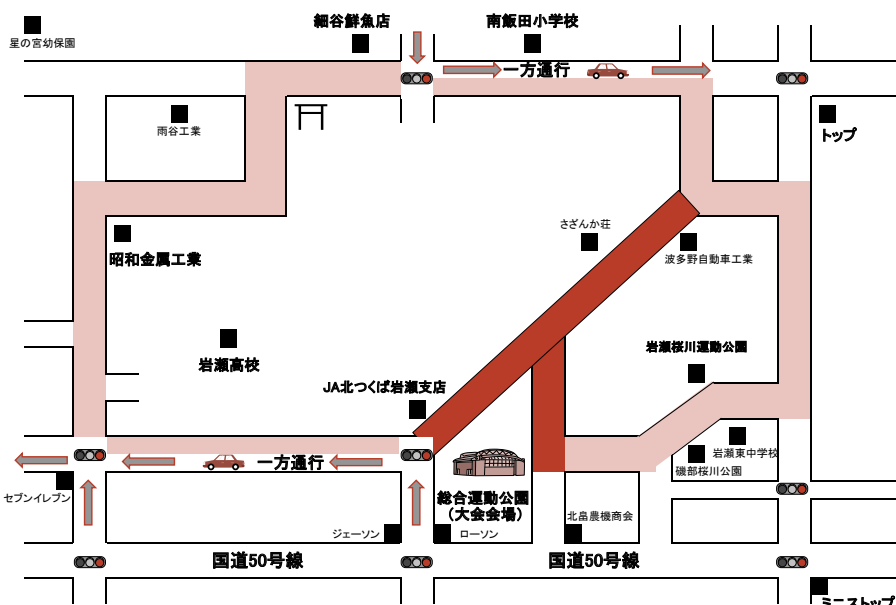 細谷鮮魚店
南飯田小学校
星の宮幼保園
一方通行
雨谷工業
トップ
さざんか荘
昭和金属工業
波多野自動車工業
岩瀬桜川運動公園
岩瀬高校
JA北つくば岩瀬支店
岩瀬東中学校
一方通行
磯部桜川公園
セブンイレブン
総合運動公園
(大会会場)
北畠農機商会
ジェーソン
ローソン
国道50号線
国道50号線
ミニストップ